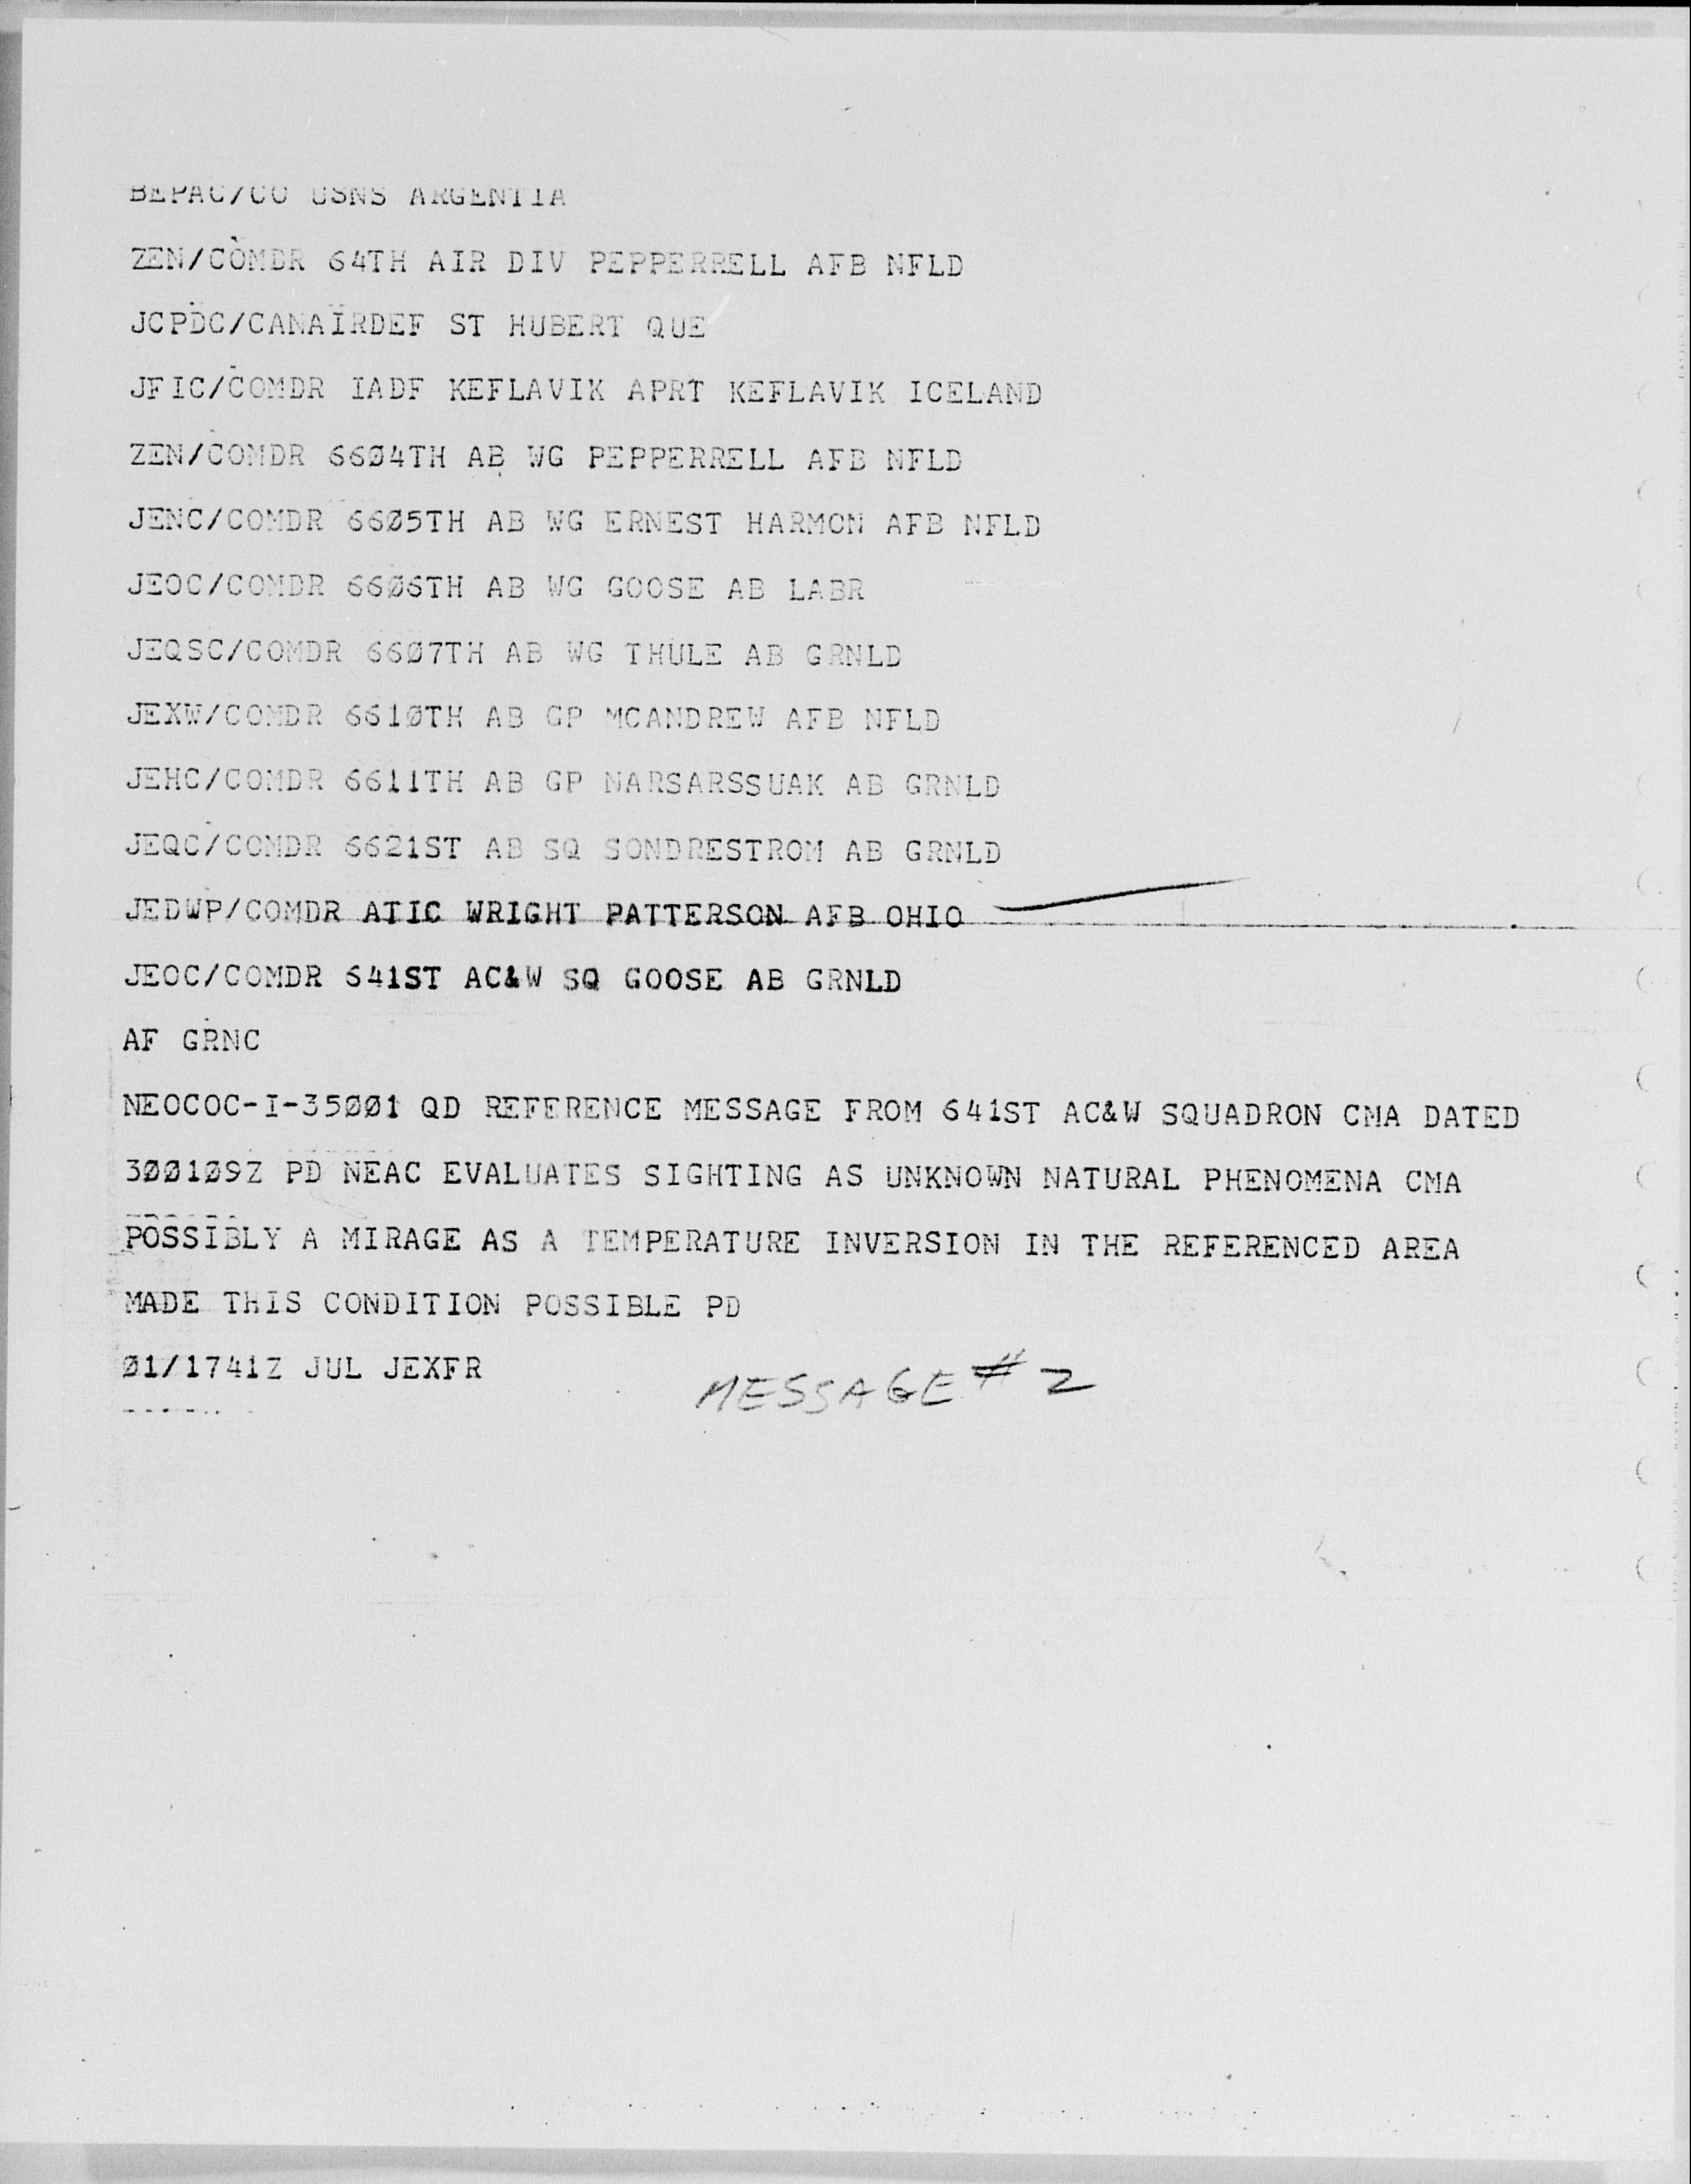 BEPAC/CO USNS ARGENTIA
ZEN/COMDR 64TH AIR DIV PEPPERRELL AFB NFLD
JCPDC/CANAIRDEF ST HUBERT QUE
JFIC/COMDR IADF KEFLAVIK APRT KEFLAVIK ICELAND
ZEN/COMDR 66Ø4TH AB WG PEPPERRELL AFB NFLD
JENC/COMDR 66Ø5TH AB WG ERNEST HARMON AFB NFLD
JEOC/COMDR 66Ø6TH AB WG GOOSE AB LABR
JEQSC/COMDR 66Ø7TH AB WG THULE AB GRNLD
JEXW/COMDR 661ØTH AB GP MCANDREW AFB NFLD
JEHC/COMDR 6611TH AB GP NARSARSSUAK AB GRNLD
JEQC/COMDR 6621ST AB SQ SONDRESTROM AB GRNLD
JEDWP/COMDR ATIC WRIGHT PATTERSON AFB OHIO
JEOC/COMDR 641ST AC&W SQ GOOSE AB GRNLD
AF GRNC
NEOCOC-I-35ØØ1 QD REFERENCE MESSAGE FROM 641ST AC&W SQUADRON CMA DATED
3ØØ1Ø9Z PD NEAC EVALUATES SIGHTING AS UNKNOWN NATURAL PHENOMENA CMA
POSSIBLY A MIRAGE AS A TEMPERATURE INVERSION IN THE REFERENCED AREA
MADE THIS CONDITION POSSIBLE PD
Ø1/1741Z JUL JEXFR
MESSAGE # 2